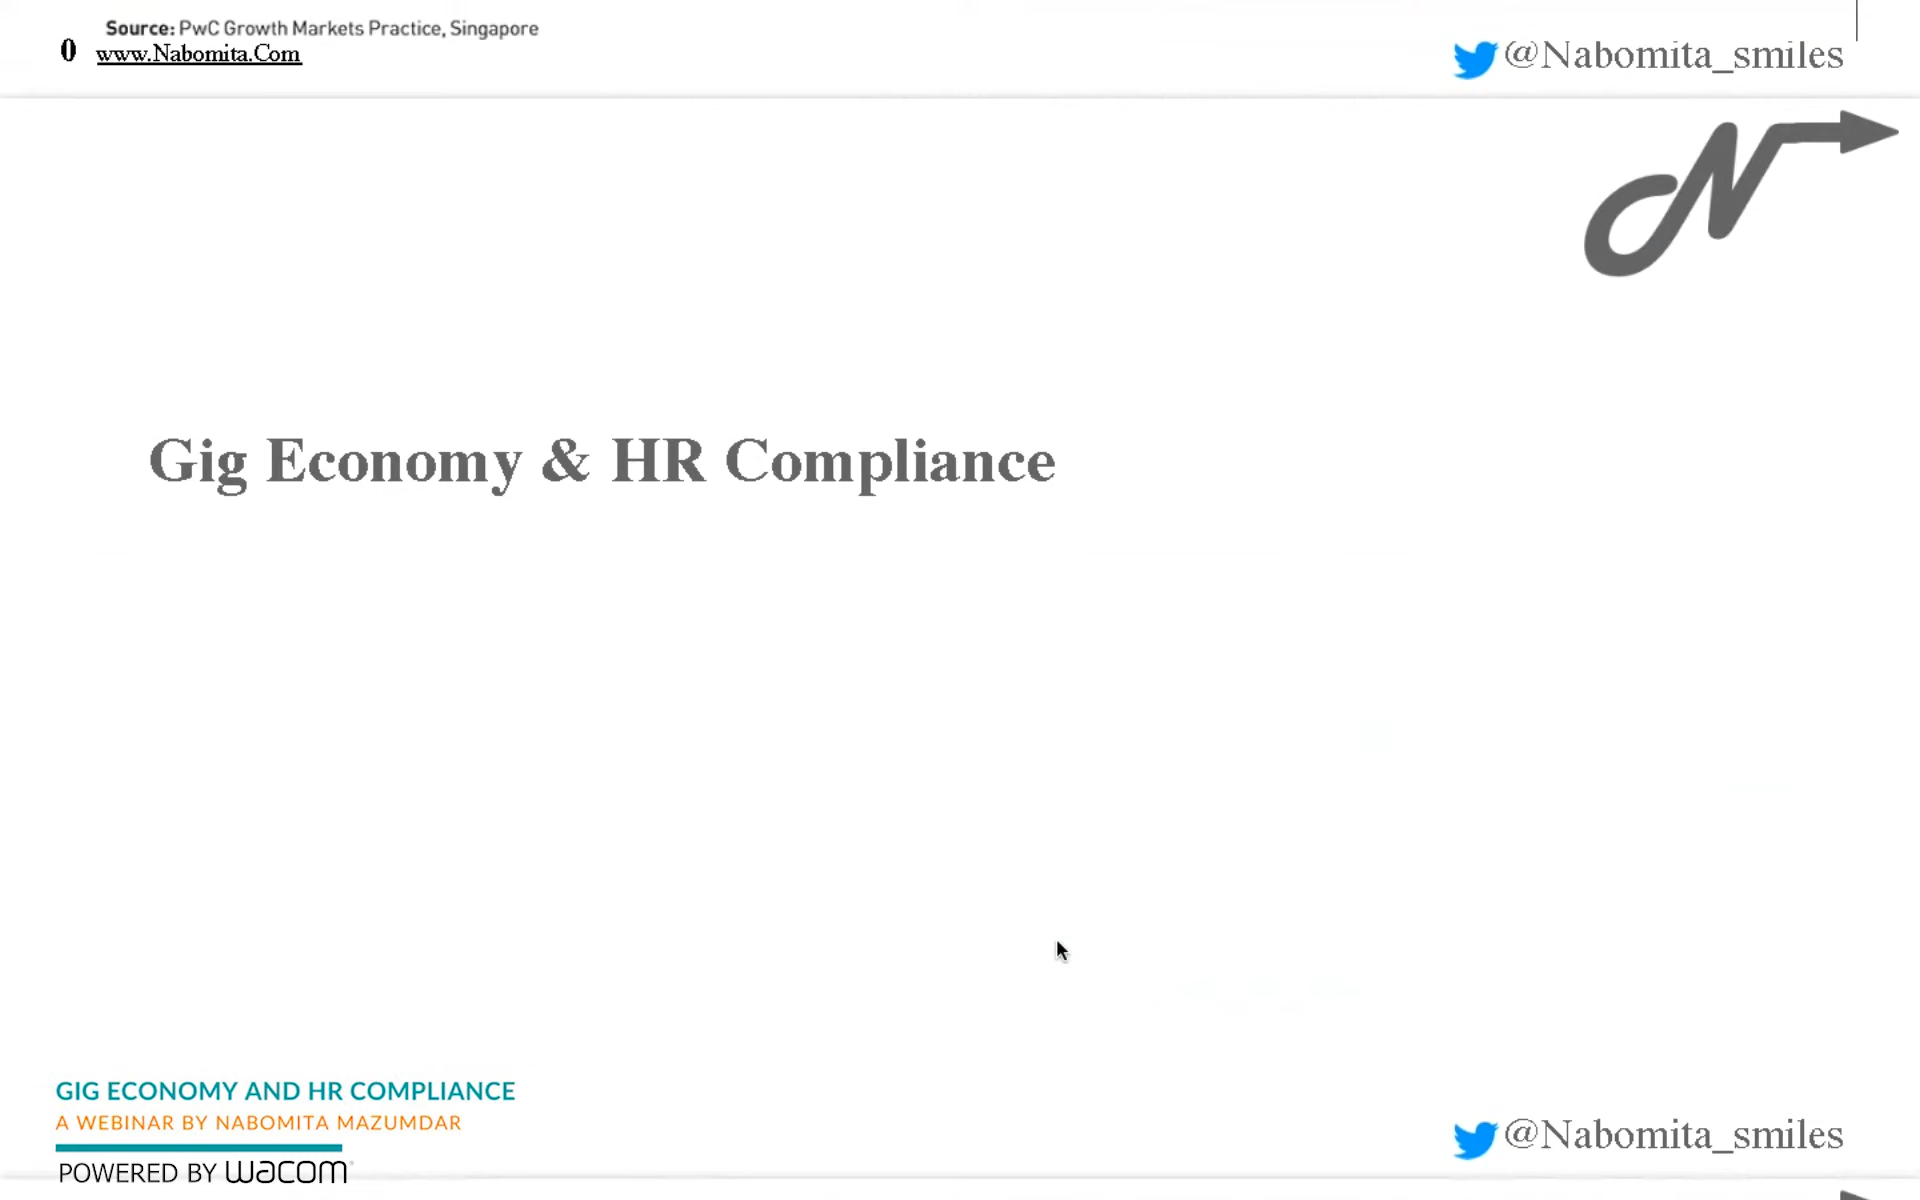 Source: PwC Growth Markets Practice, Singapore
0 www.Nabomita.Com
@Nabomita_smiles
Gig Economy & HR Compliance
GIG ECONOMY AND HR COMPLIANCE
A WEBINAR BY NABOMITA MAZUMDAR
@Nabomita_smiles
POWERED BY wacom